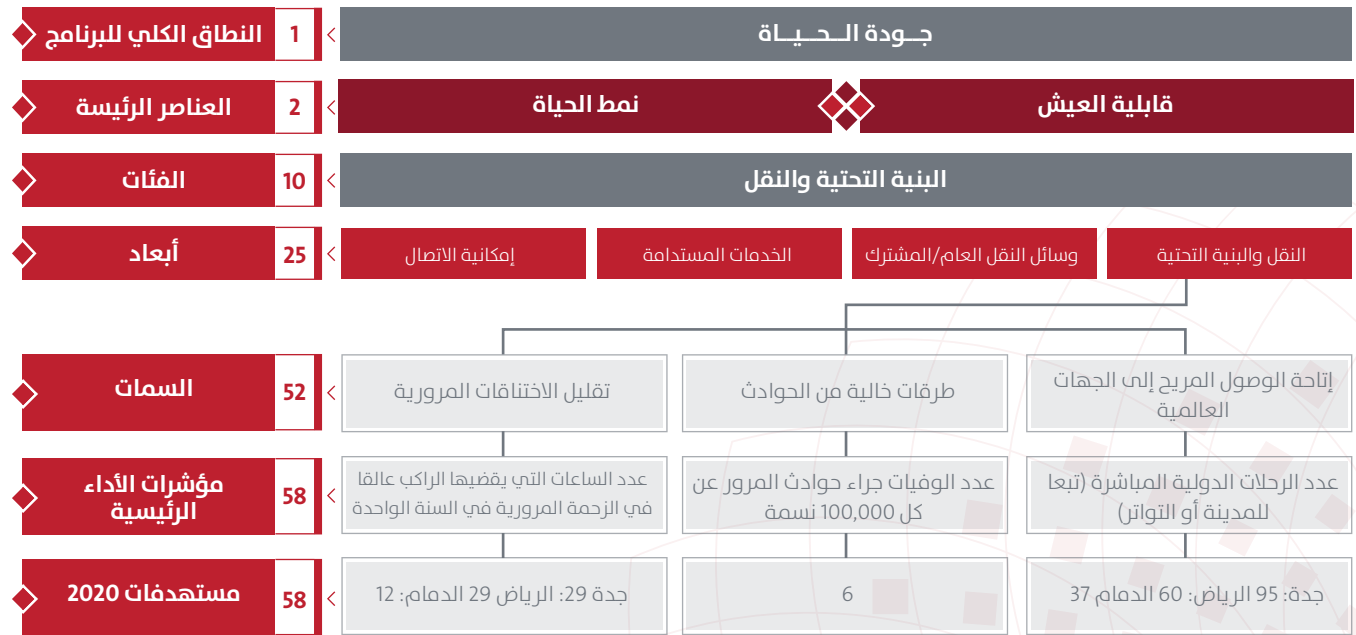 النطاق الكلي للبرنامج 1 جــودة الــحــيــاة
العناصر الرئيسة 2 قابلية العيش نمط الحياة
الفئات 10 البنية التحتية والنقل
أبعاد 25 النقل والبنية التحتية وسائل النقل العام/المشترك الخدمات المستدامة إمكانية الاتصال
السمات 52
إتاحة الوصول المريح إلى الجهات
العالمية
طرقات خالية من الحوادث
تقليل الاختناقات المرورية
مؤشرات الأداء
الرئيسية
58
عدد الرحلات الدولية المباشرة (تبعا
للمدينة أو التواتر)
عدد الوفيات جراء حوادث المرور عن
كل 100,000 نسمة
عدد الساعات التي يقضيها الراكب عالقا
في الزحمة المرورية في السنة الواحدة
مستهدفات 2020 58
جدة: 95 الرياض: 60 الدمام 37
6
جدة 29: الرياض 29 الدمام: 12